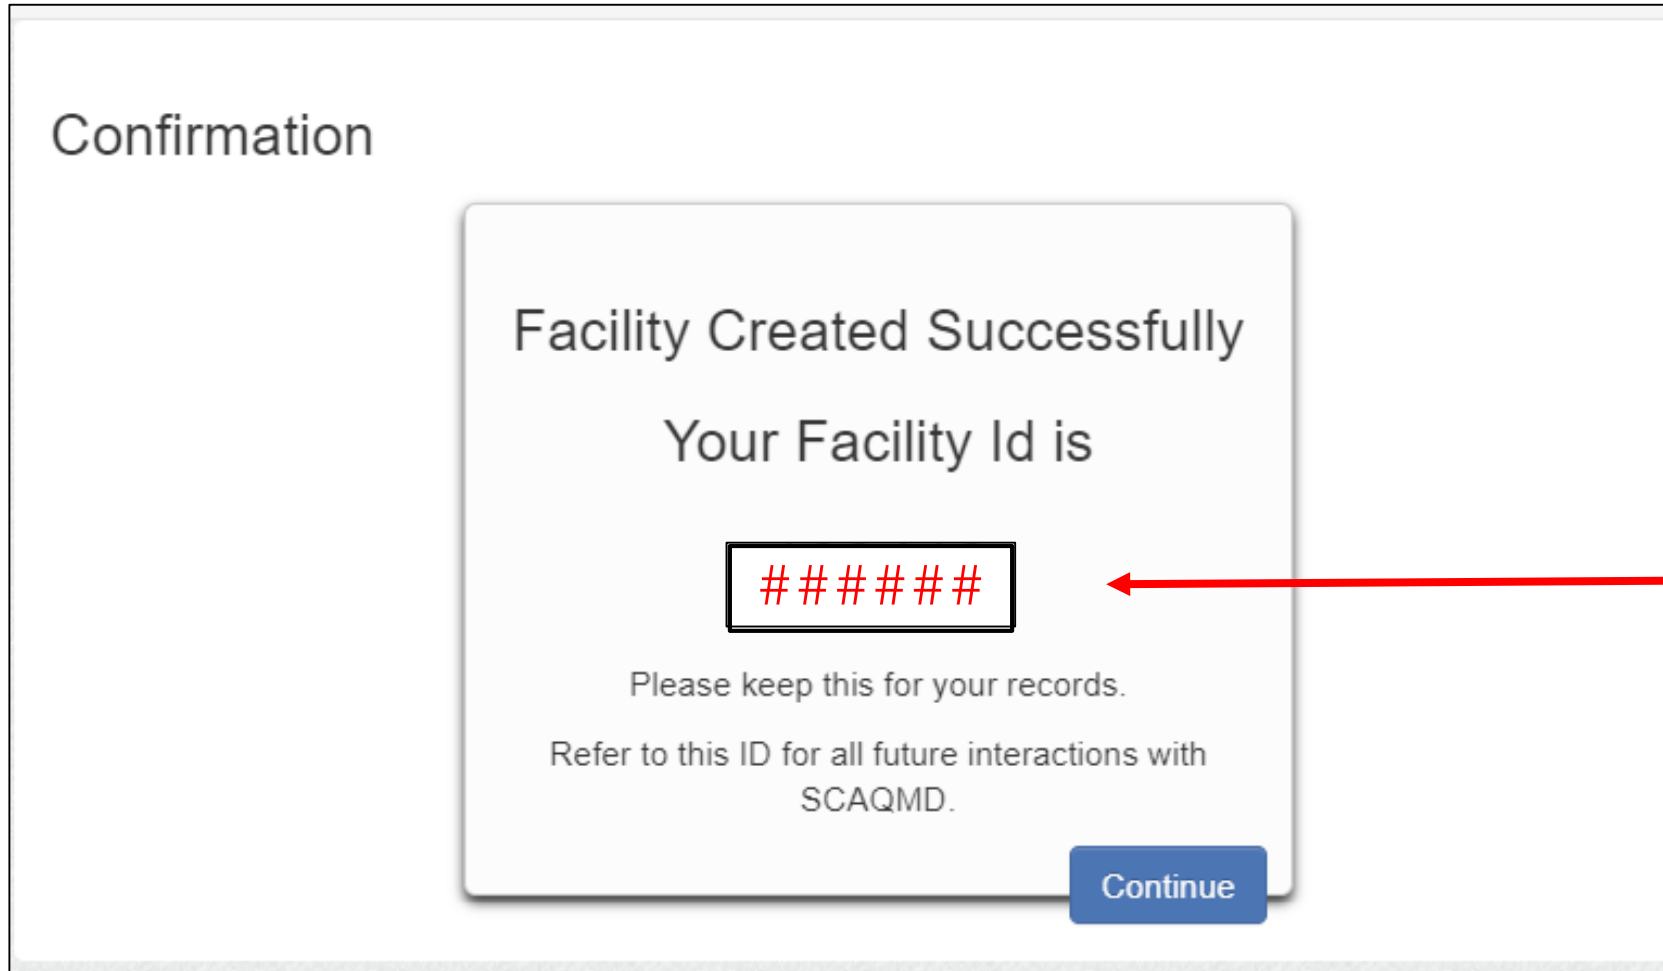 Confirmation
Facility Created Successfully
Your Facility Id is
######
Please keep this for your records.
Refer to this ID for all future interactions with
SCAQMD.
Continue